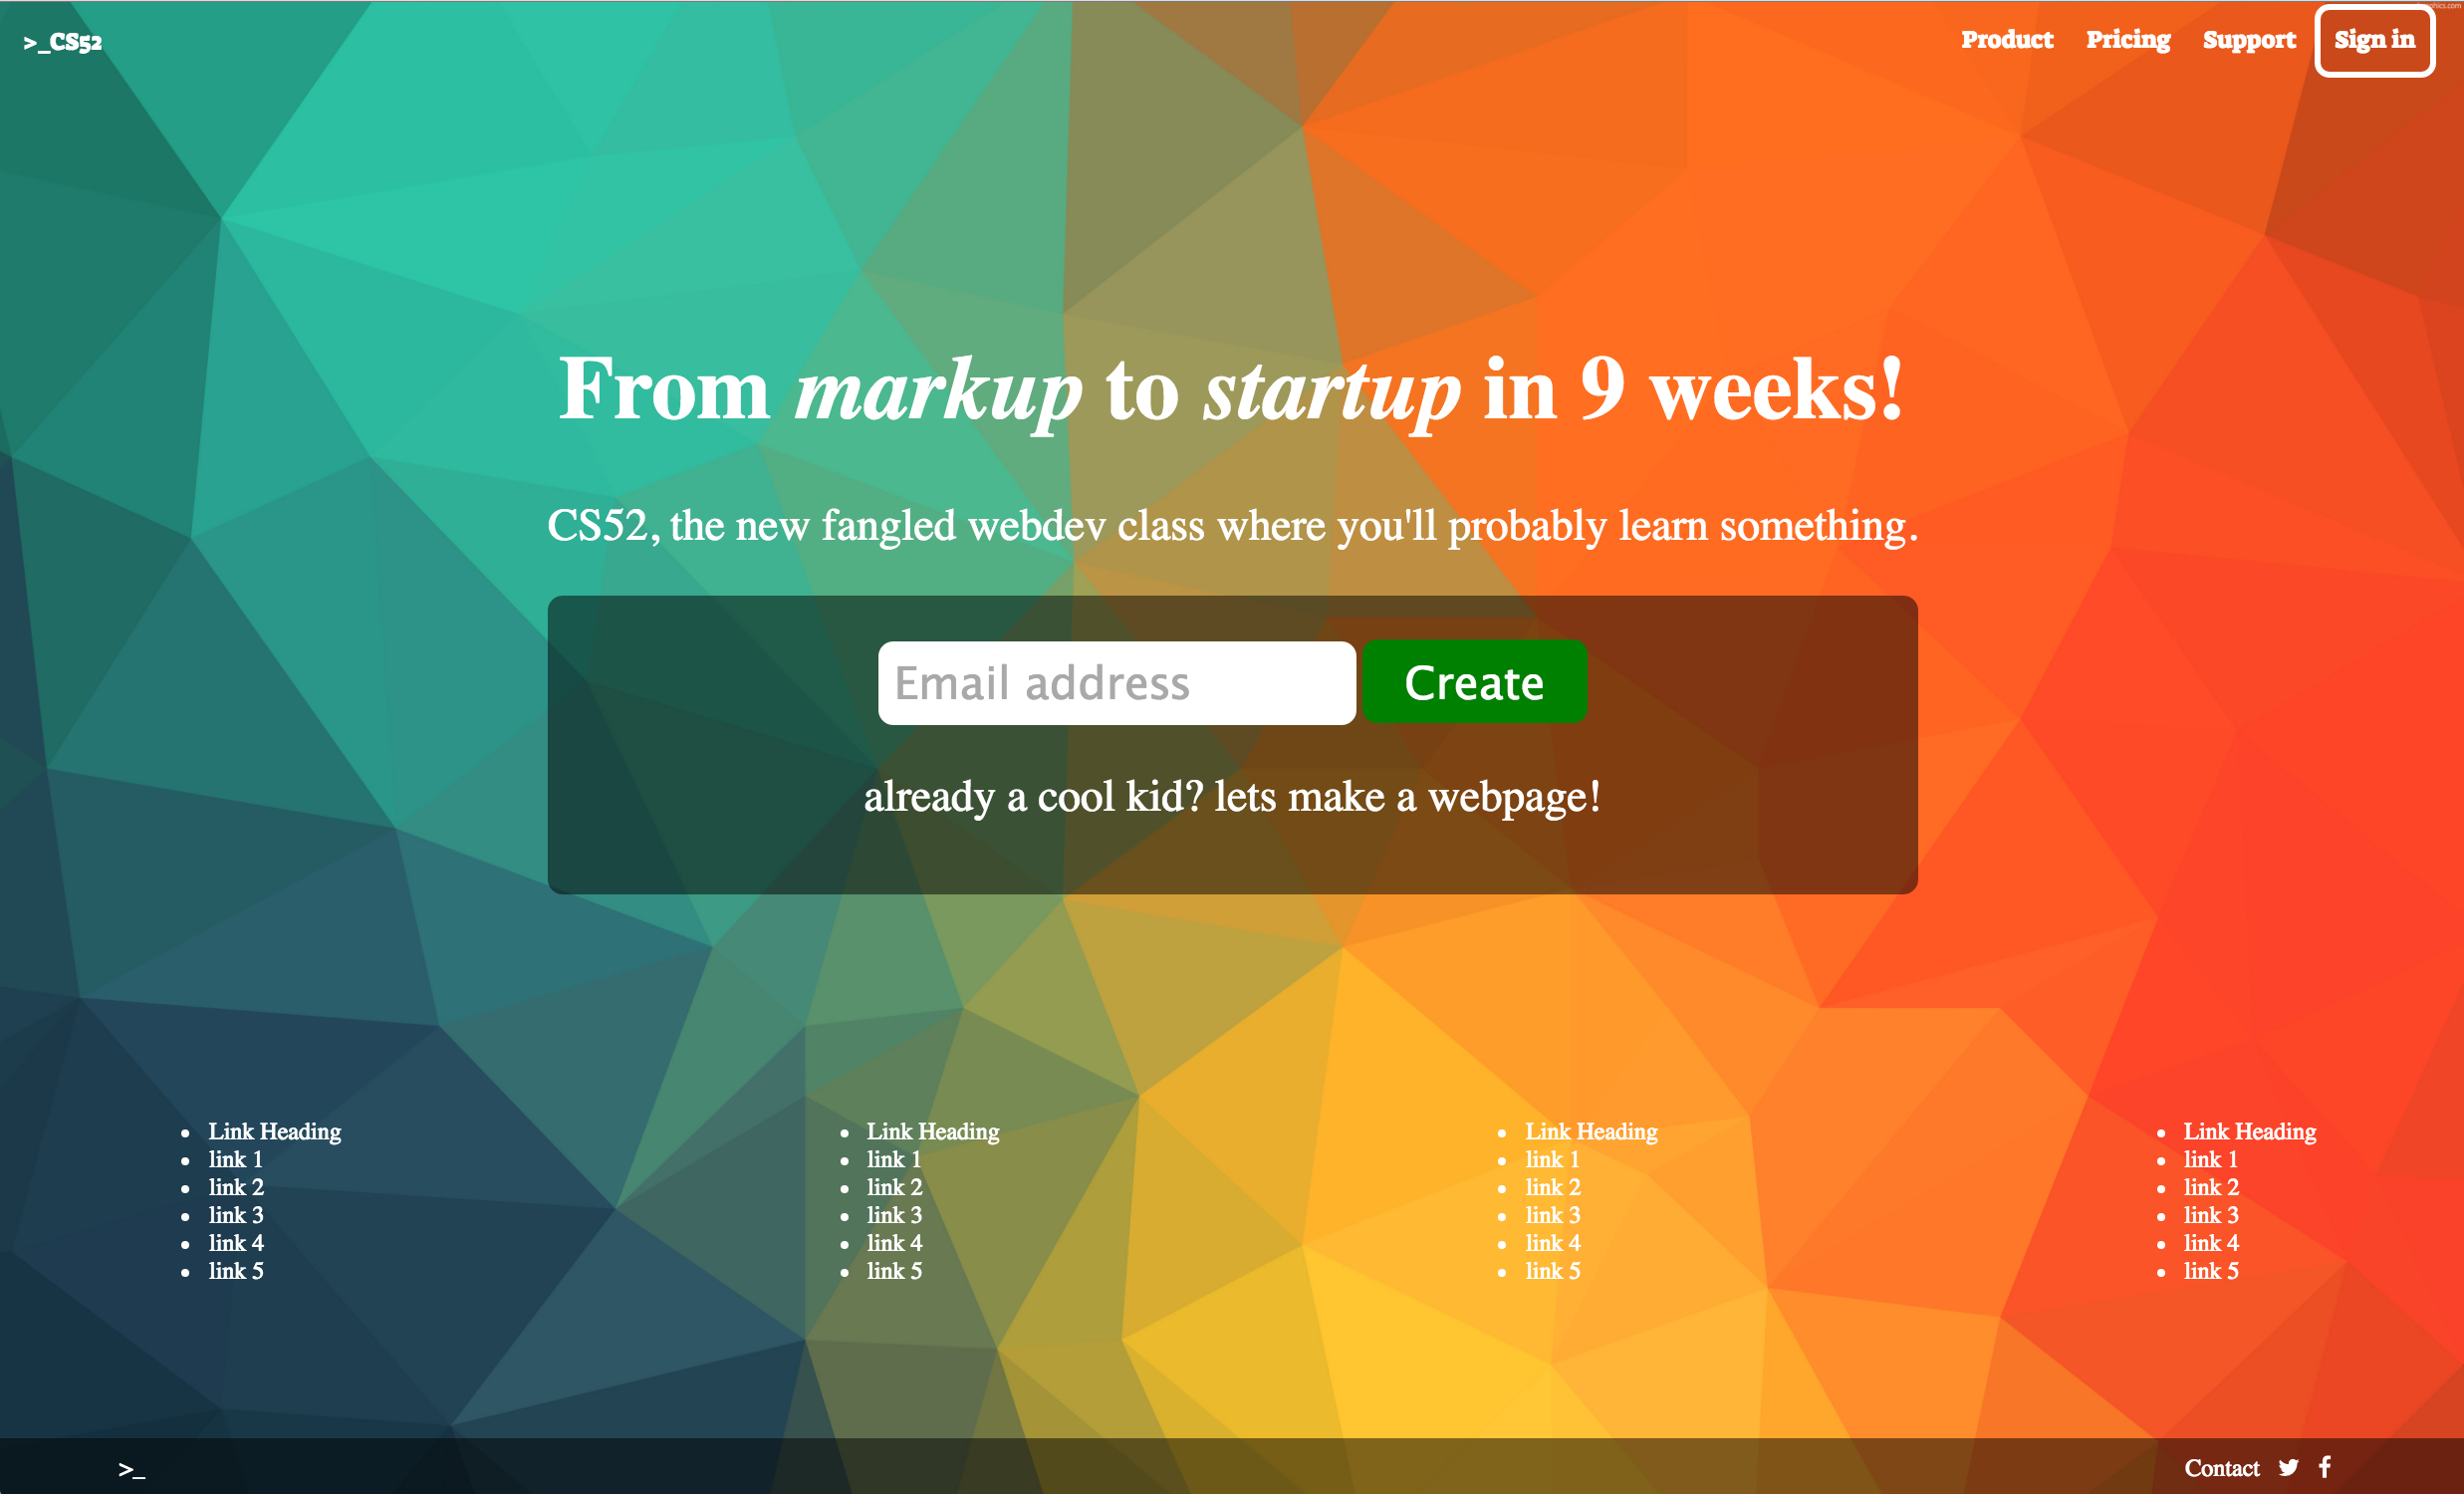 >_CS52
Product Pricing Support Sign in
From markup to startup in 9 weeks!
CS52, the new fangled webdev class where you'll probably learn something.
Email address Create
already a cool kid? lets make a webpage!
Link Heading
link 1
link 2
link 3
link 4
link 5
Link Heading
link 1
link 2
link 3
link 4
link 5
Link Heading
link 1
link 2
link 3
link 4
link 5
Link Heading
link 1
link 2
link 3
link 4
link 5
>_
Contact